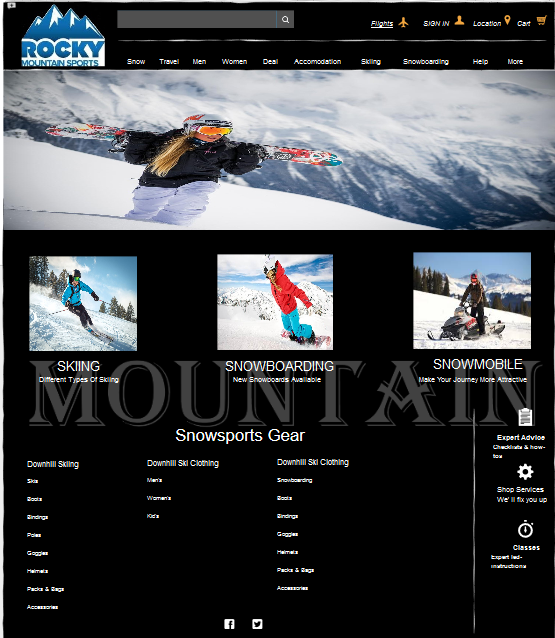 ROCKY
MOUNTAIN SPORTS
Flights SIGN IN Location Cart
Snow Travel Men Women Deal Accomodation Skiing Snowboarding Help More
SKIING SNOWBOARDING SNOWMOBILE
Different Types Of Skiing New Snowboards Available Make Your Journey More Attractive
MOUNTAIN
Snowsports Gear
Downhill Skiing
Skis
Boots
Bindings
Poles
Goggles
Helmets
Packs & Bags
Accessories
Downhill Ski Clothing
Men's
Women's
Kid's
Downhill Ski Clothing
Snowboarding
Boots
Bindings
Goggles
Helmets
Packs & Bags
Accessories
Expert Advice
Checklists & how-
tos
Shop Services
We' ll fix you up
Classes
Expert led-
instructions